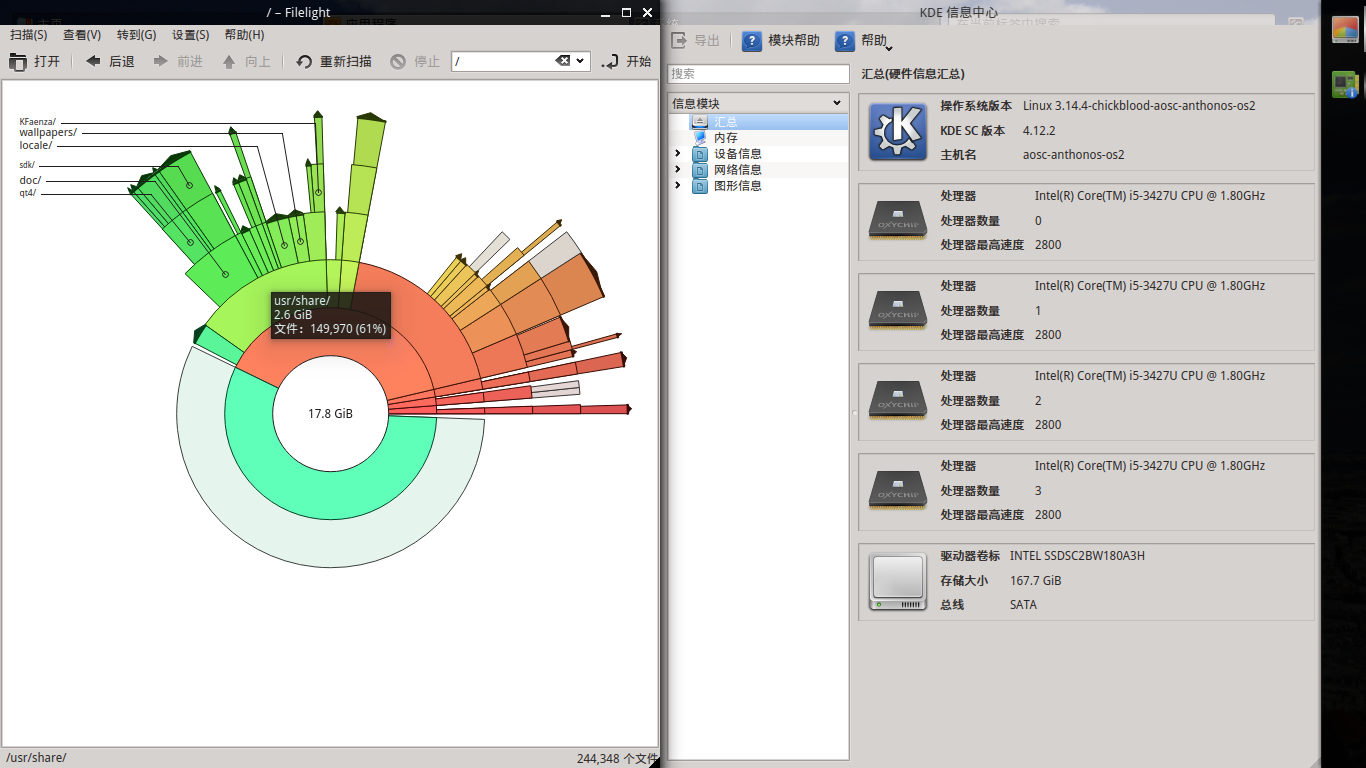 / – Filelight
扫描(S) 查看(V) 转到(G) 设置(S) 帮助(H)
打开 后退 前进 向上 重新扫描 停止 / 开始
KFaenza/
wallpapers/
locale/
sdk/
doc/
qt4/
usr/share/
2.6 GiB
文件：149,970 (61%)
17.8 GiB
/usr/share/ 244,348 个文件
KDE 信息中心
导出 模块帮助 帮助
搜索
信息模块
汇总
内存
设备信息
网络信息
图形信息
汇总(硬件信息汇总)
操作系统版本 Linux 3.14.4-chickblood-aosc-anthonos-os2
KDE SC 版本 4.12.2
主机名 aosc-anthonos-os2
处理器 Intel(R) Core(TM) i5-3427U CPU @ 1.80GHz
处理器数量 0
处理器最高速度 2800
OXYCHIP
处理器 Intel(R) Core(TM) i5-3427U CPU @ 1.80GHz
处理器数量 1
处理器最高速度 2800
OXYCHIP
处理器 Intel(R) Core(TM) i5-3427U CPU @ 1.80GHz
处理器数量 2
处理器最高速度 2800
OXYCHIP
处理器 Intel(R) Core(TM) i5-3427U CPU @ 1.80GHz
处理器数量 3
处理器最高速度 2800
OXYCHIP
驱动器卷标 INTEL SSDSC2BW180A3H
存储大小 167.7 GiB
总线 SATA